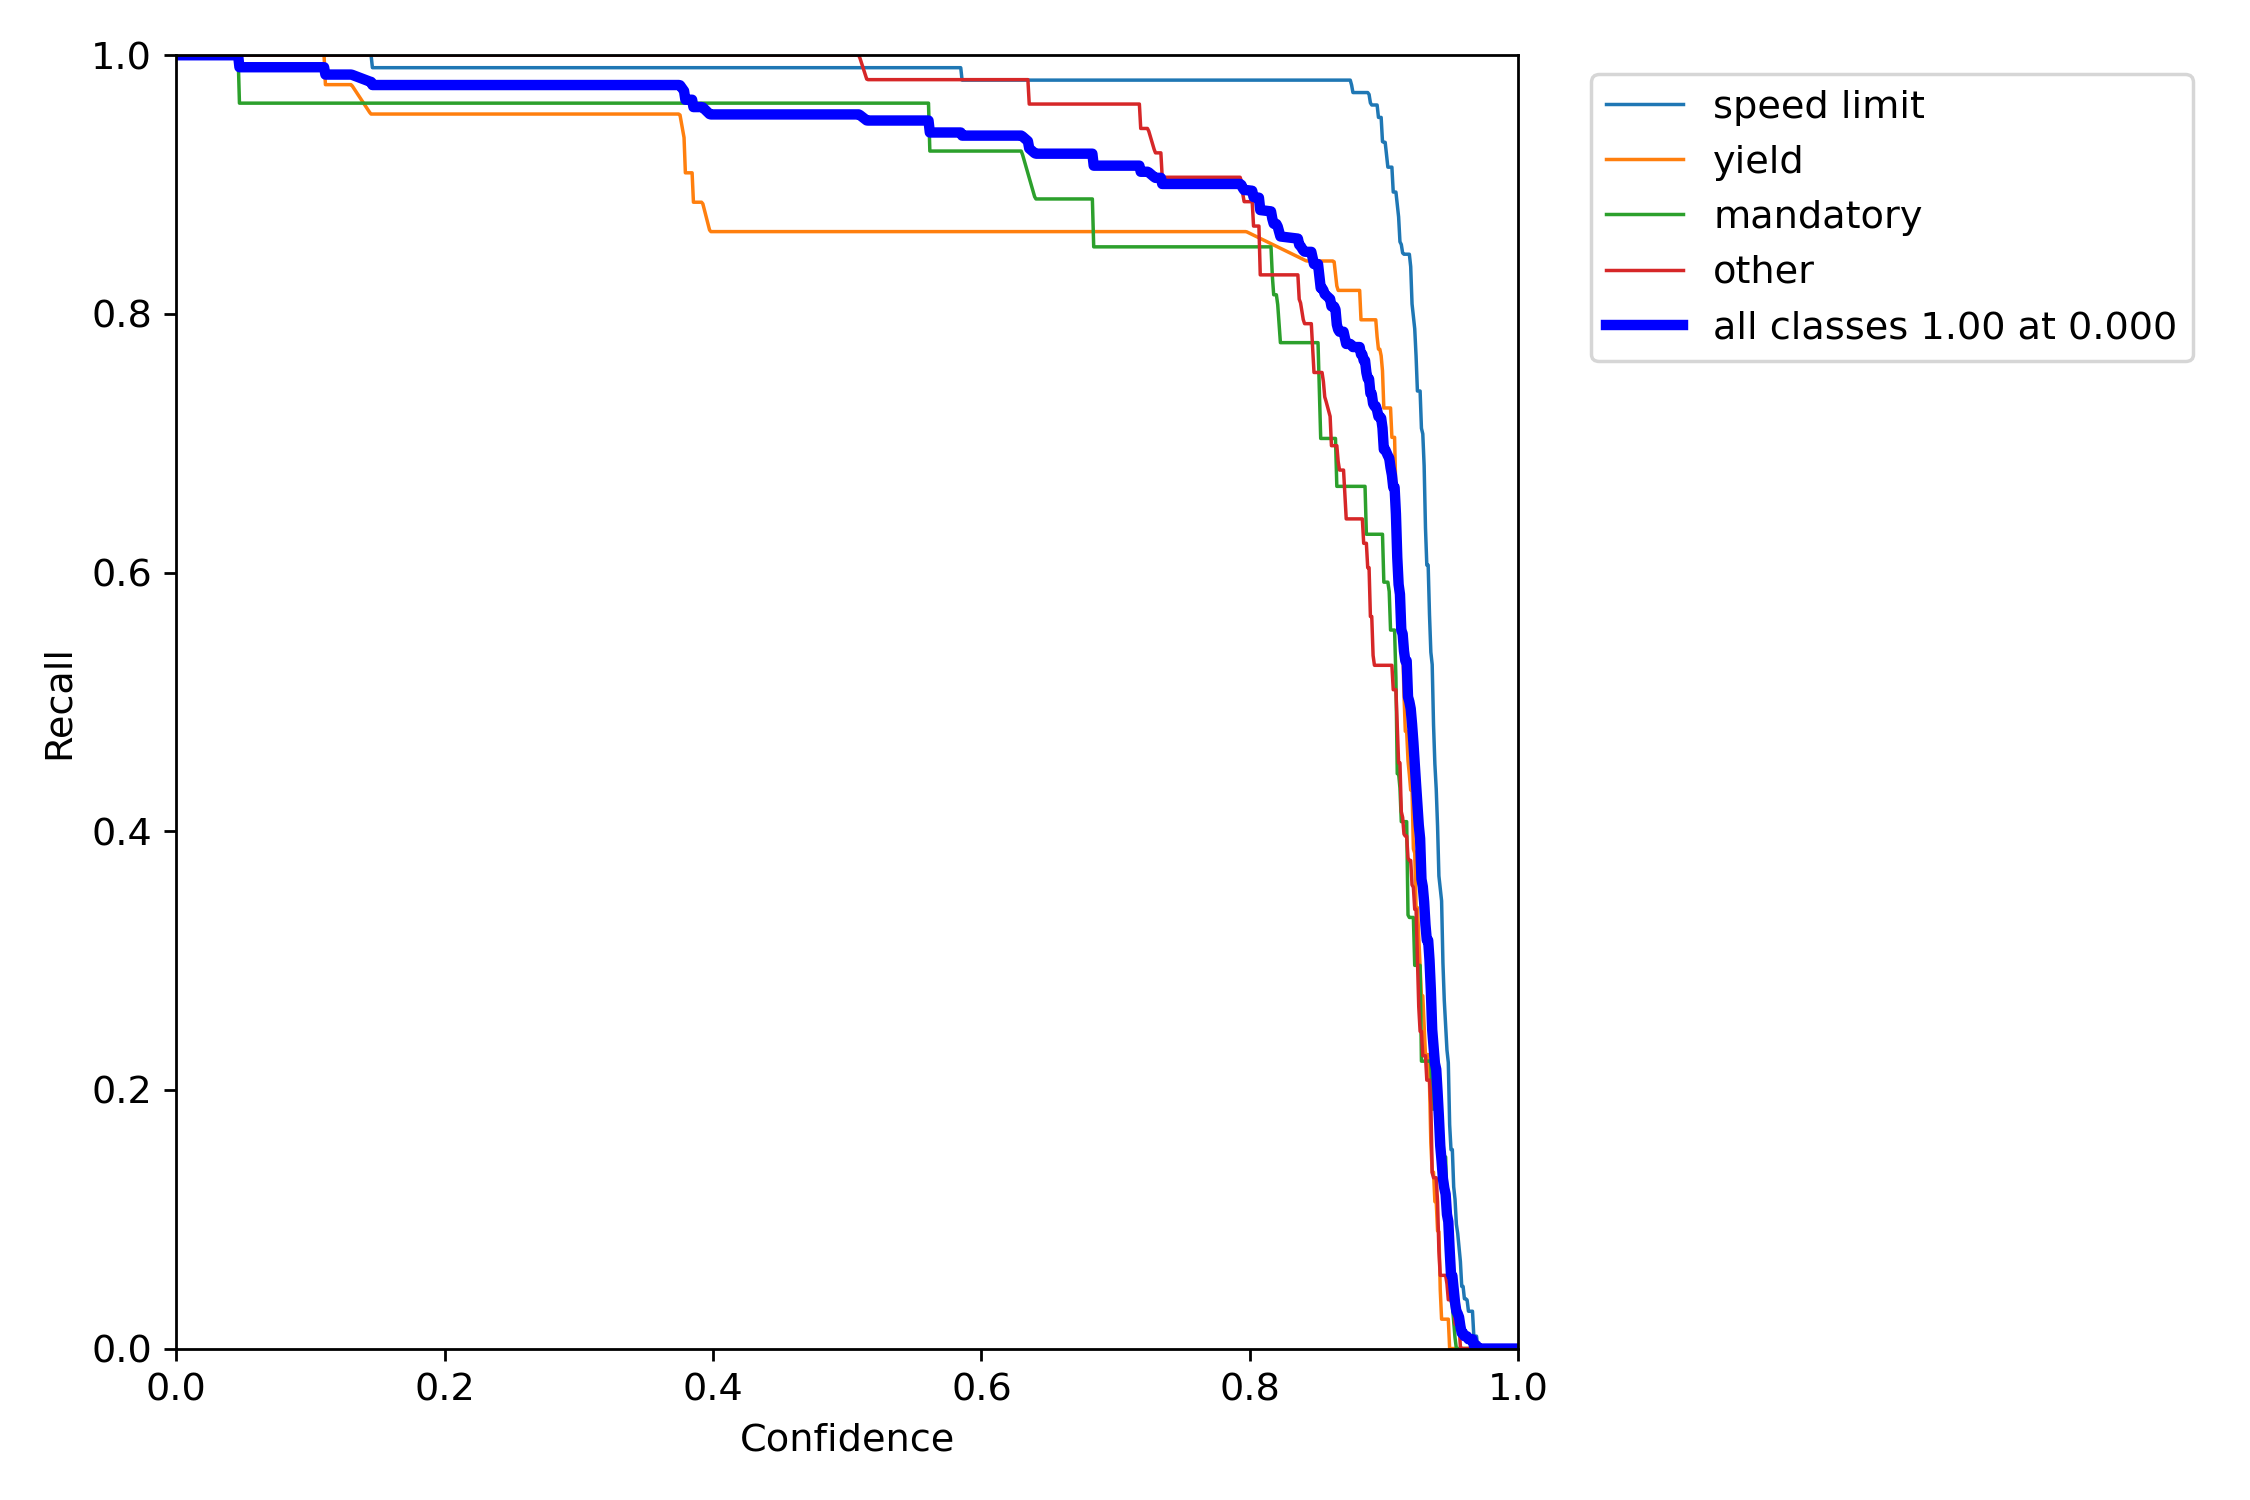 1.0
0.8
0.6
0.4
0.2
0.0
Recall
0.0 0.2 0.4 0.6 0.8 1.0
Confidence
speed limit
yield
mandatory
other
all classes 1.00 at 0.000